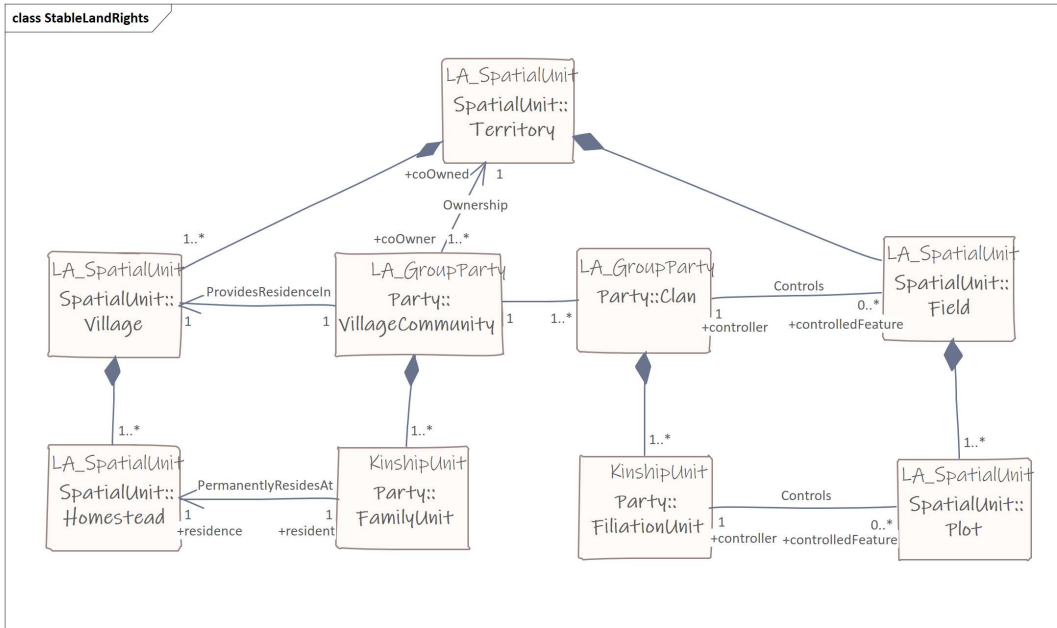 class StableLandRights
LA_SpatialUnit
SpatialUnit::
Territory
+coOwned
1
Ownership
+coOwner
1..*
1..*
LA_SpatialUnit
SpatialUnit::
Village
ProvidesResidenceIn
1
1
LA_GroupParty
Party::
VillageCommunity
1
1..*
LA_GroupParty
Party::Clan
Controls
1
+controller
0..*
+controlledFeature
LA_SpatialUnit
SpatialUnit::
Field
1..*
1..*
1..*
1..*
LA_SpatialUnit
SpatialUnit::
Homestead
PermanentlyResidesAt
1
+residence
1
+resident
KinshipUnit
Party::
FamilyUnit
KinshipUnit
Party::
FiliationUnit
Controls
1
+controller
0..*
+controlledFeature
LA_SpatialUnit
SpatialUnit::
Plot